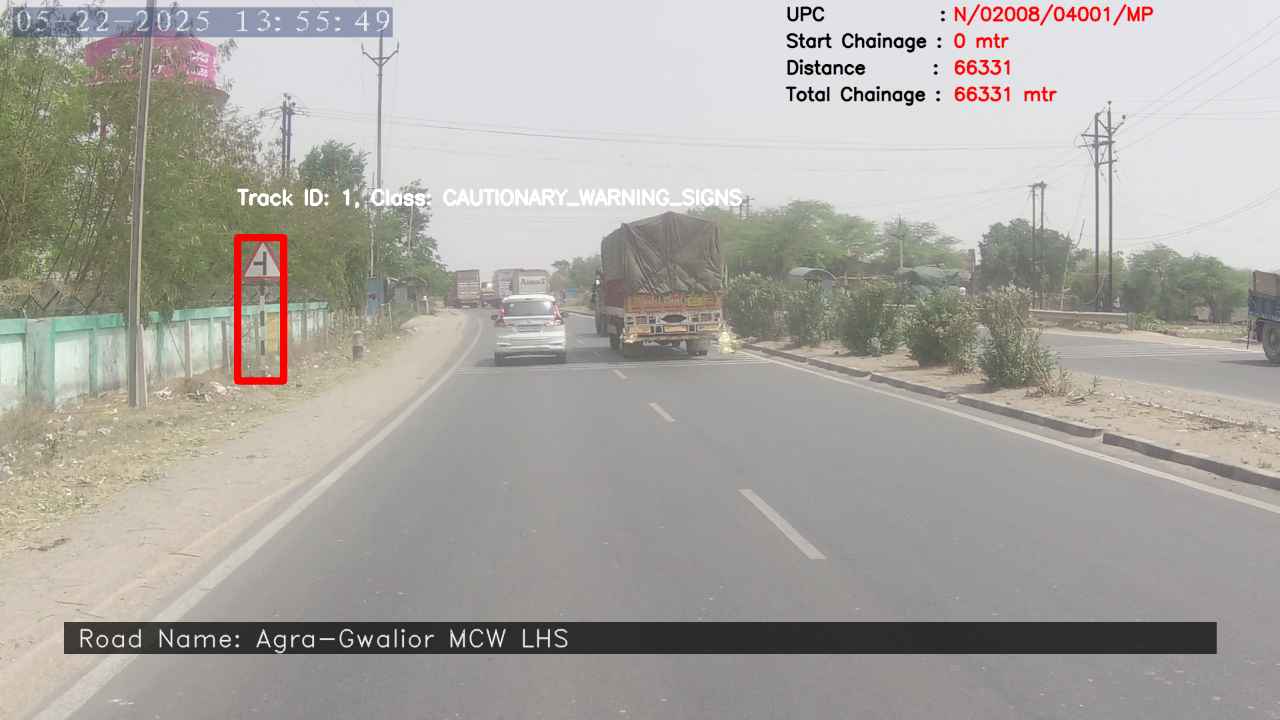 05-22-2025 13:55:49
UPC : N/02008/04001/MP
Start Chainage : 0 mtr
Distance : 66331
Total Chainage : 66331 mtr
Track ID: 1, Class: CAUTIONARY_WARNING_SIGNS
Road Name: Agra-Gwalior MCW LHS